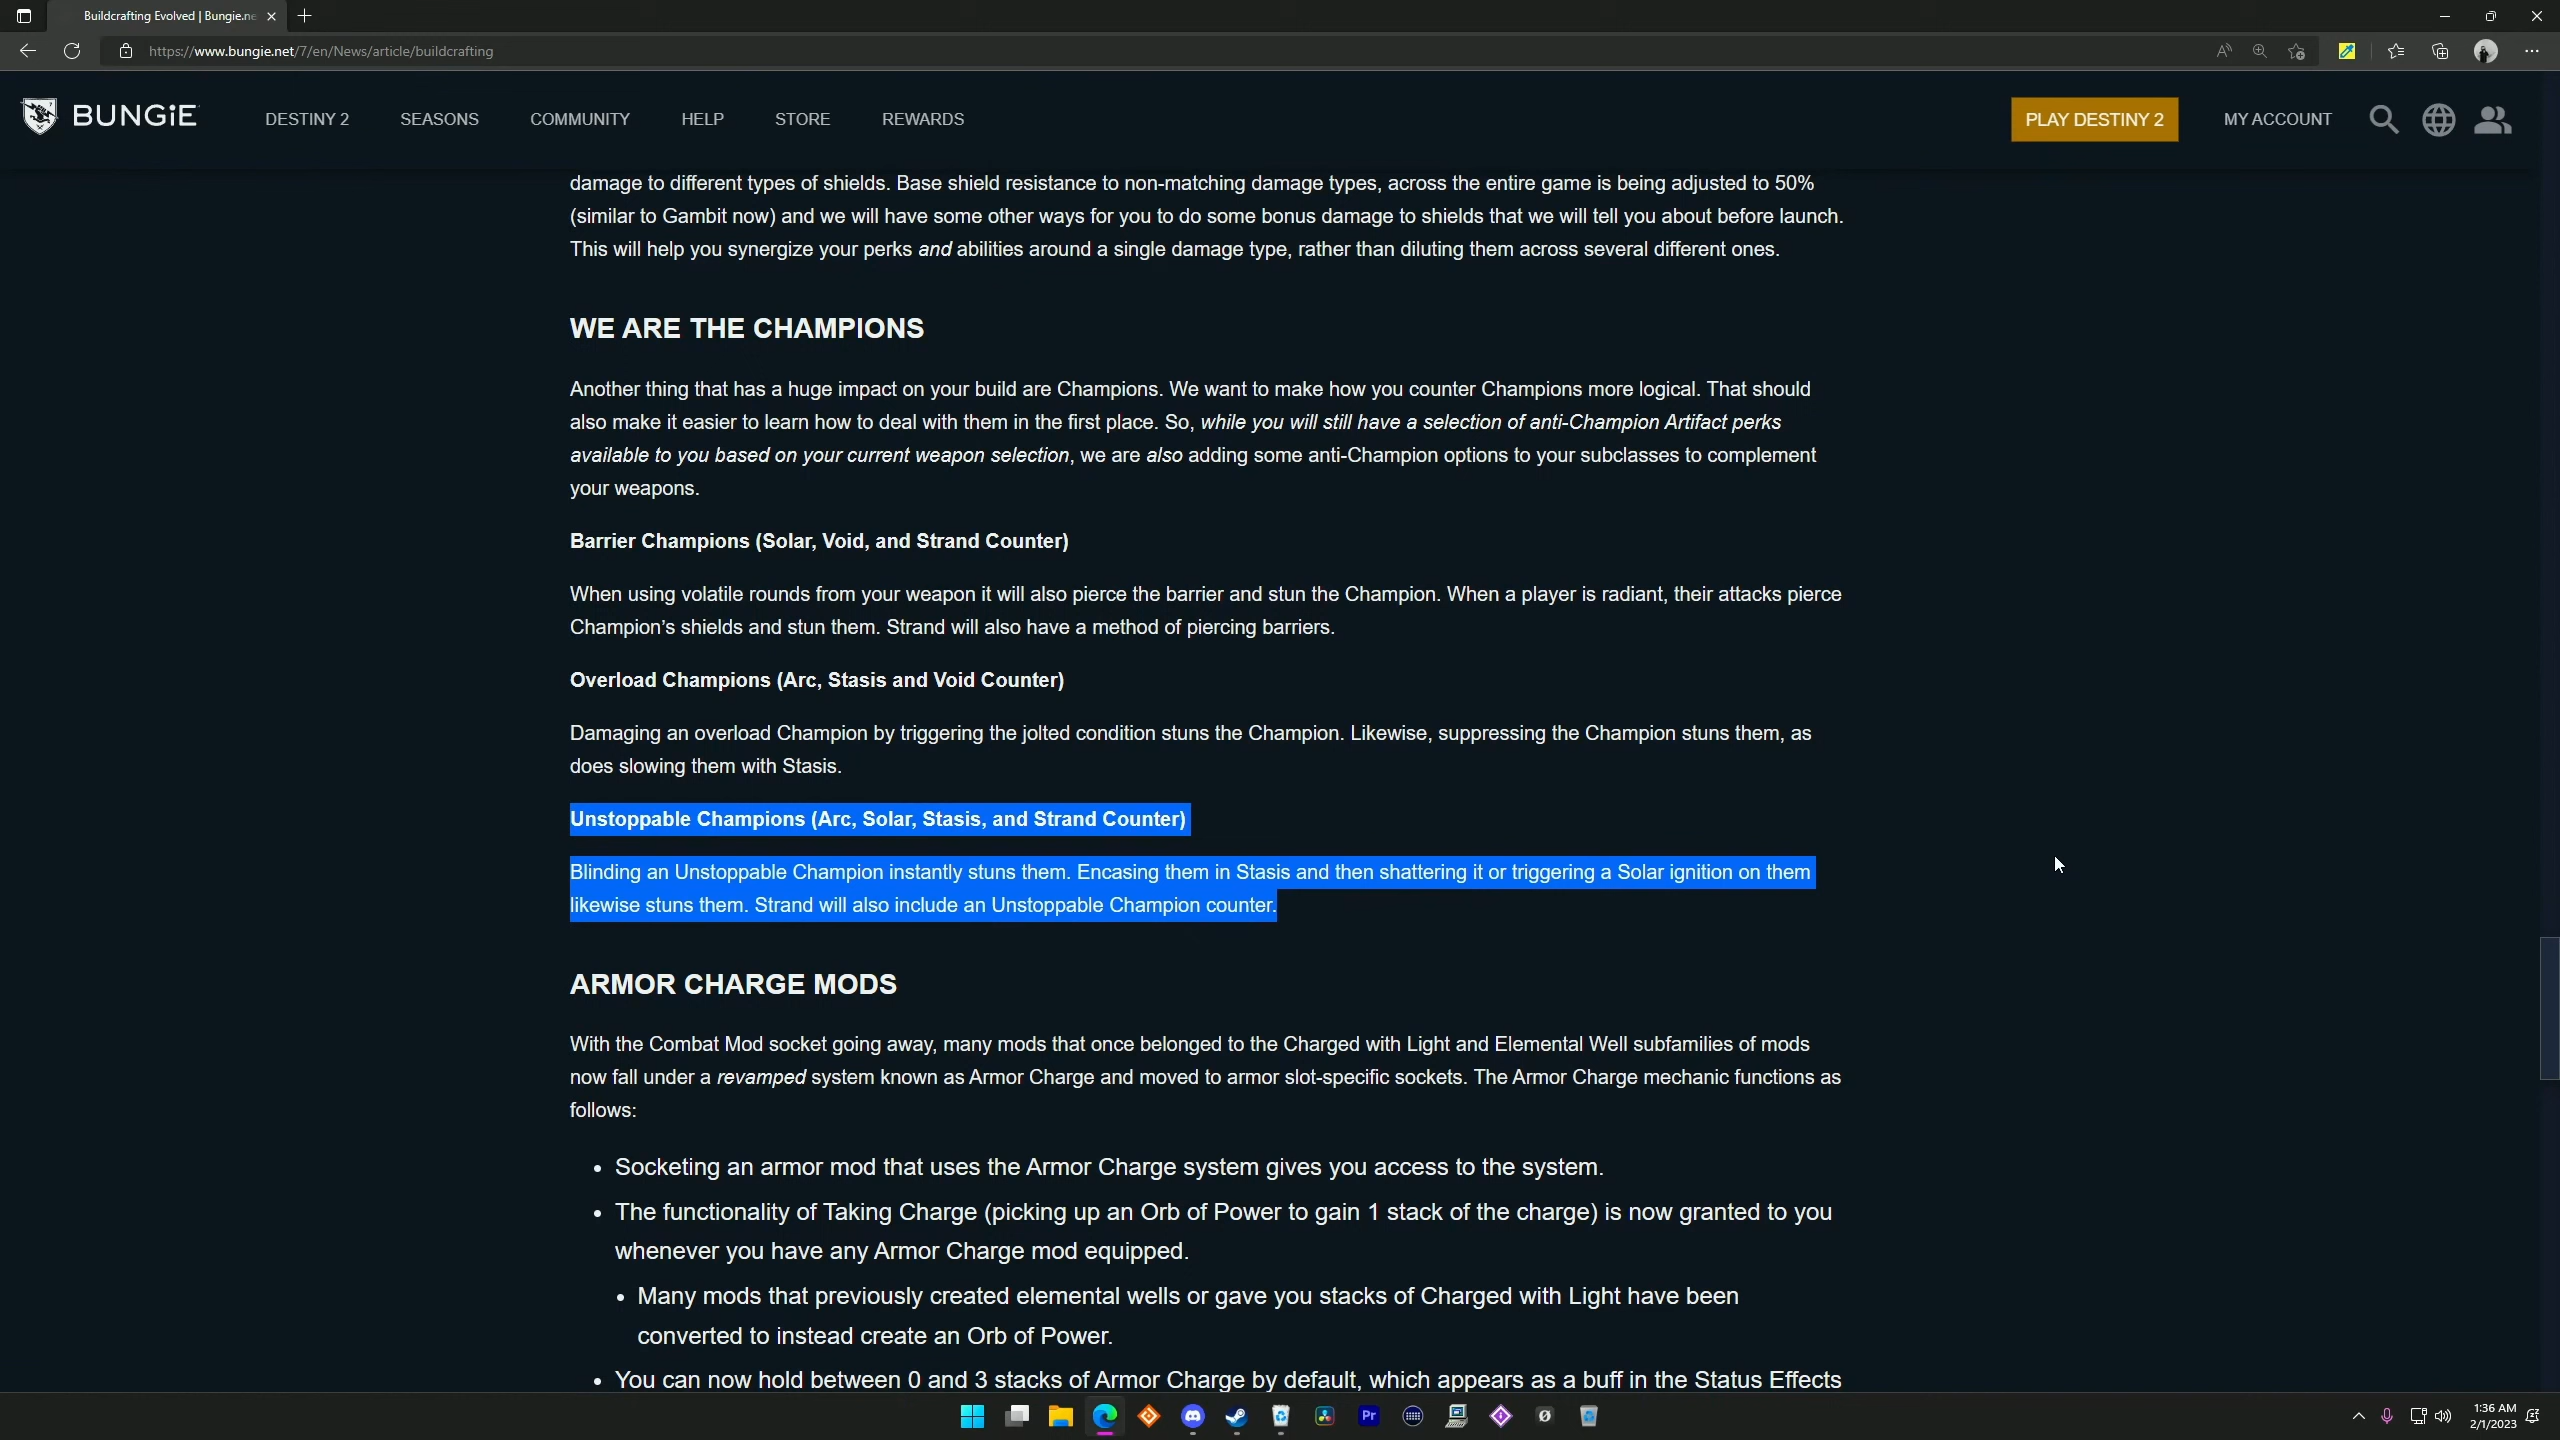 Buildcrafting Evolved | Bungie.ne
https://www.bungie.net/7/en/News/article/buildcrafting
BUNGiE
DESTINY 2
SEASONS
COMMUNITY
HELP
STORE
REWARDS
PLAY DESTINY 2
MY ACCOUNT
damage to different types of shields. Base shield resistance to non-matching damage types, across the entire game is being adjusted to 50%
(similar to Gambit now) and we will have some other ways for you to do some bonus damage to shields that we will tell you about before launch.
This will help you synergize your perks and abilities around a single damage type, rather than diluting them across several different ones.
WE ARE THE CHAMPIONS
Another thing that has a huge impact on your build are Champions. We want to make how you counter Champions more logical. That should
also make it easier to learn how to deal with them in the first place. So, while you will still have a selection of anti-Champion Artifact perks
available to you based on your current weapon selection, we are also adding some anti-Champion options to your subclasses to complement
your weapons.
Barrier Champions (Solar, Void, and Strand Counter)
When using volatile rounds from your weapon it will also pierce the barrier and stun the Champion. When a player is radiant, their attacks pierce
Champion's shields and stun them. Strand will also have a method of piercing barriers.
Overload Champions (Arc, Stasis and Void Counter)
Damaging an overload Champion by triggering the jolted condition stuns the Champion. Likewise, suppressing the Champion stuns them, as
does slowing them with Stasis.
Unstoppable Champions (Arc, Solar, Stasis, and Strand Counter)
Blinding an Unstoppable Champion instantly stuns them. Encasing them in Stasis and then shattering it or triggering a Solar ignition on them
likewise stuns them. Strand will also include an Unstoppable Champion counter.
ARMOR CHARGE MODS
With the Combat Mod socket going away, many mods that once belonged to the Charged with Light and Elemental Well subfamilies of mods
now fall under a revamped system known as Armor Charge and moved to armor slot-specific sockets. The Armor Charge mechanic functions as
follows:
• Socketing an armor mod that uses the Armor Charge system gives you access to the system.
• The functionality of Taking Charge (picking up an Orb of Power to gain 1 stack of the charge) is now granted to you
whenever you have any Armor Charge mod equipped.
• Many mods that previously created elemental wells or gave you stacks of Charged with Light have been
converted to instead create an Orb of Power.
• You can now hold between 0 and 3 stacks of Armor Charge by default, which appears as a buff in the Status Effects
Pr
1:36 AM
2/1/2023